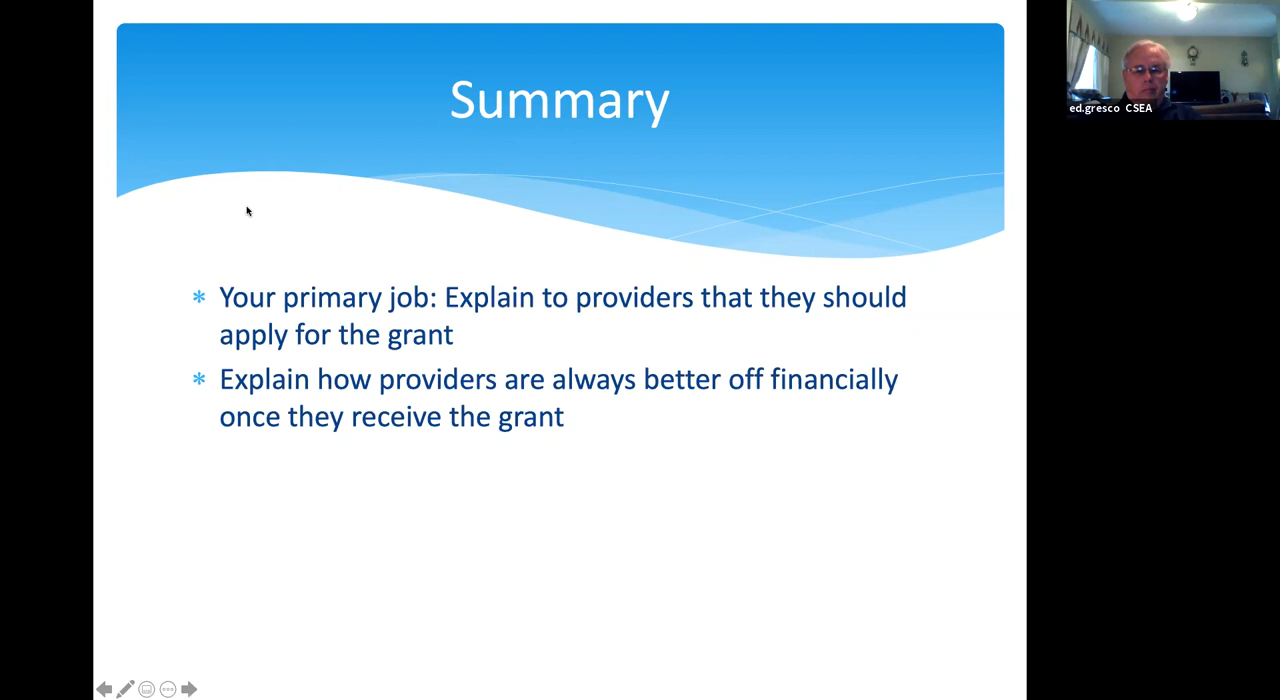 Summary
* Your primary job: Explain to providers that they should
apply for the grant
* Explain how providers are always better off financially
once they receive the grant
ed.gresco CSEA